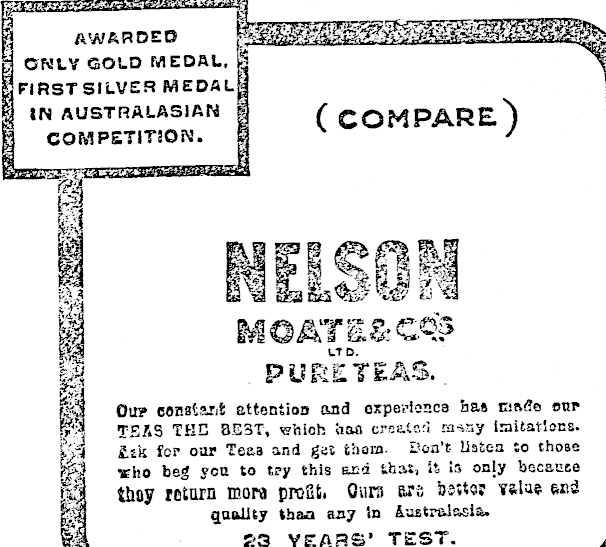 AWARDED
ONLY GOLD MEDAL,
FIRST SILVER MEDAL
IN AUSTRALASIAN
COMPETITION.
(COMPARE)
NELSON
MOATE & CO'S
LTD.
PURE TEAS.
Our constant attention and experience has made our
TEAS THE BEST, which has created many imitations.
Ask for our Teas and get them. Don't listen to those
who beg you to try this and that, it is only because
they return more profit. Ours are better value and
quality than any in Australasia.
23 YEARS' TEST.